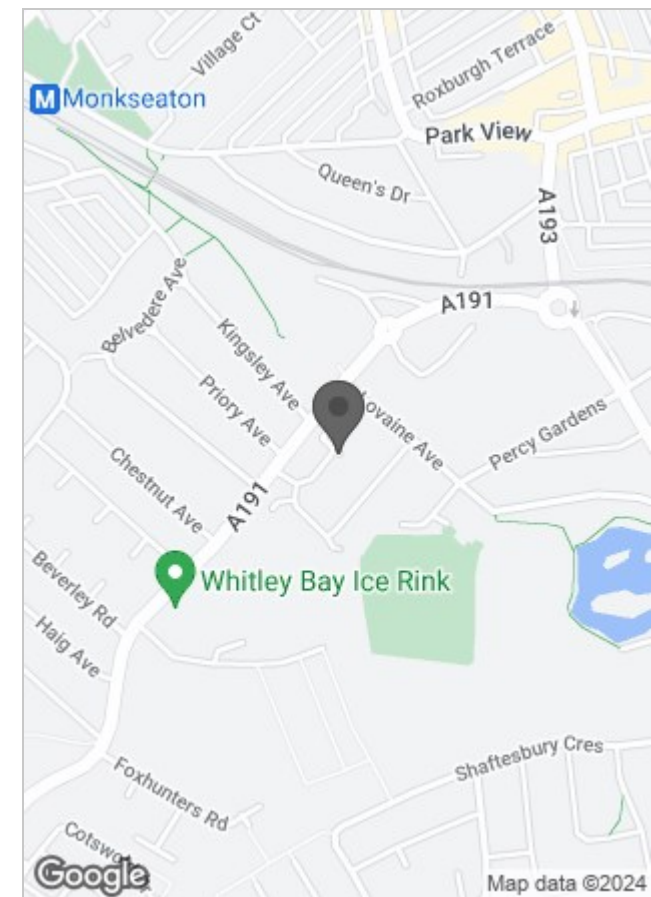 Village Ct
Roxburgh Terrace
M Monkseaton
Park View
Queen's Dr
A193
Belvedere Ave
A191
Kingsley Ave
Priory Ave
Lovaine Ave
Percy Gardens
Chestnut Ave
A191
Whitley Bay Ice Rink
Beverley Rd
Haig Ave
Shaftesbury Cres
Foxhunters Rd
Google
Map data ©2024